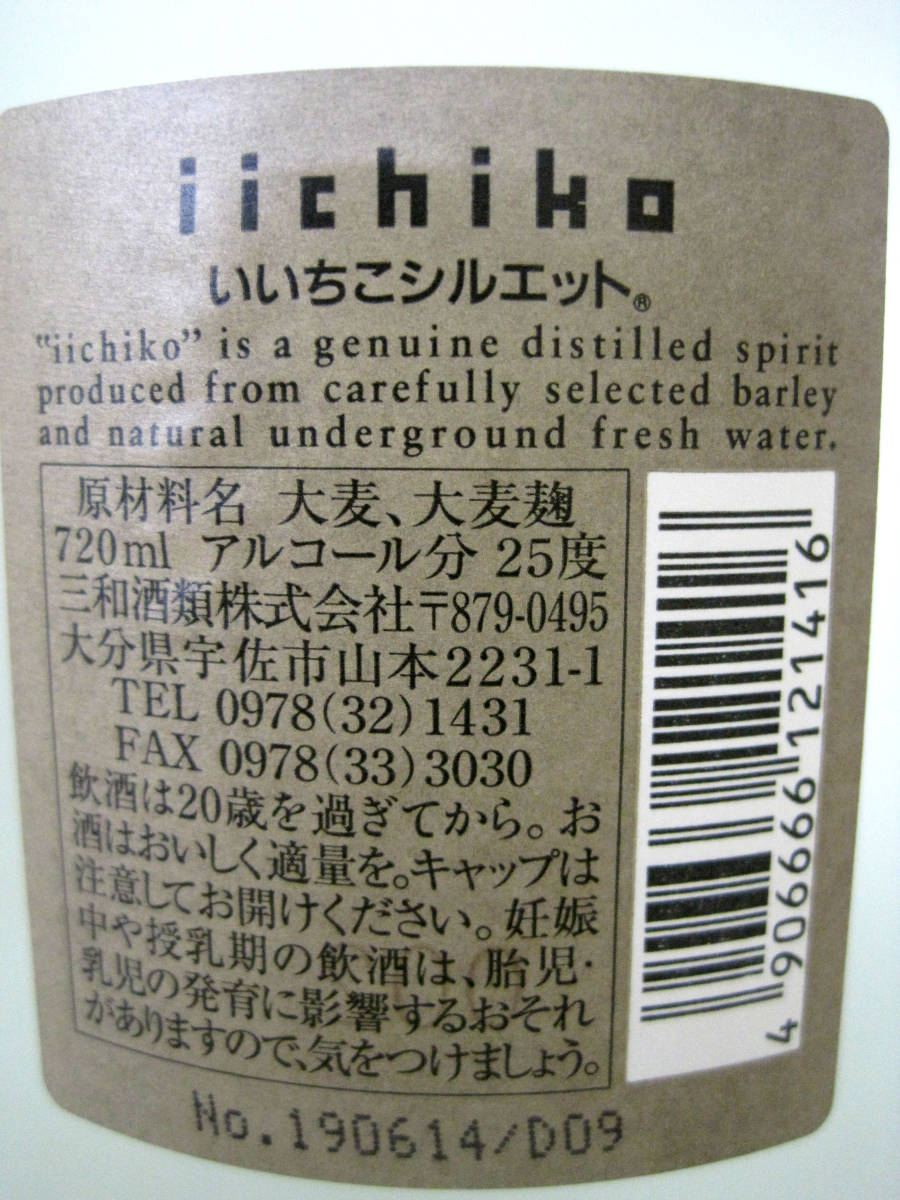 iichiko
いいちこシルエット®
"iichiko" is a genuine distilled spirit
produced from carefully selected barley
and natural underground fresh water.
原材料名 大麦、大麦麹
720ml アルコール分 25度
三和酒類株式会社〒879-0495
大分県宇佐市山本2231-1
TEL 0978(32)1431
FAX 0978(33)3030
飲酒は20歳を過ぎてから。お
酒はおいしく適量を。キャップは
注意してお開けください。妊娠
中や授乳期の飲酒は、胎児・
乳児の発育に影響するおそれ
がありますので、気をつけましょう。
4 906666 121416
No.190614/D09